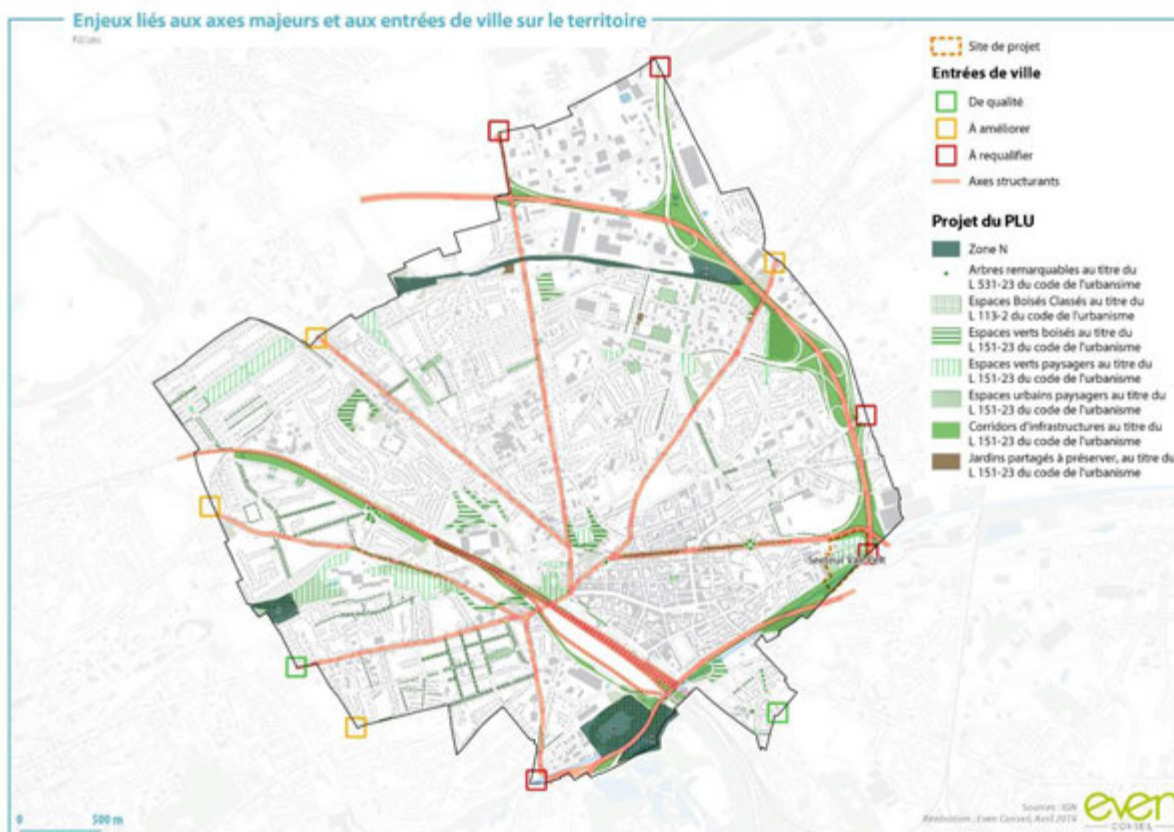 Enjeux liés aux axes majeurs et aux entrées de ville sur le territoire
Site de projet
Entrées de ville
De qualité
À améliorer
À requalifier
Axes structurants
Projet du PLU
Zone N
Arbres remarquables au titre du
L 531-23 du code de l'urbansime
Espaces Boisés Classés au titre du
L 113-2 du code de l'urbanisme
Espaces verts boisés au titre du
L 151-23 du code de l'urbanisme
Espaces verts paysagers au titre du
L 151-23 du code de l'urbanisme
Espaces urbains paysagers au titre du
L 151-23 du code de l'urbanisme
Corridors d'infrastructures au titre du
L 151-23 du code de l'urbanisme
Jardins partagés à préserver, au titre du
L 151-23 du code de l'urbanisme
Secteur
0 500 m
Sources : IGN
Réalisation : Even Conseil, Avril 2016
even
CONSEIL